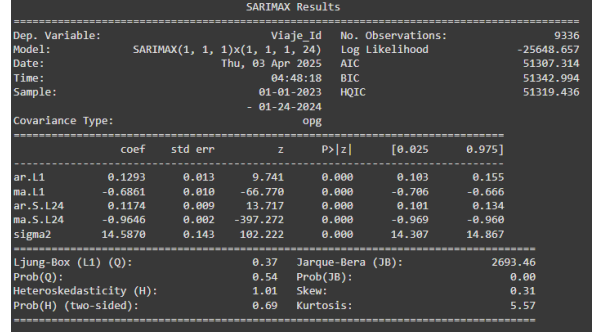 SARIMAX Results
==============================================================================
Dep. Variable: Viaje_Id No. Observations: 9336
Model: SARIMAX(1, 1, 1)x(1, 1, 1, 24) Log Likelihood -25648.657
Date: Thu, 03 Apr 2025 AIC 51307.314
Time: 04:48:18 BIC 51342.994
Sample: 01-01-2023 HQIC 51319.436
- 01-24-2024
Covariance Type: opg
==============================================================================
coef std err z P>|z| [0.025 0.975]
------------------------------------------------------------------------------
ar.L1 0.1293 0.013 9.741 0.000 0.103 0.155
ma.L1 -0.6861 0.010 -66.770 0.000 -0.706 -0.666
ar.S.L24 0.1174 0.009 13.717 0.000 0.101 0.134
ma.S.L24 -0.9646 0.002 -397.272 0.000 -0.969 -0.960
sigma2 14.5870 0.143 102.222 0.000 14.307 14.867
==============================================================================
Ljung-Box (L1) (Q): 0.37 Jarque-Bera (JB): 2693.46
Prob(Q): 0.54 Prob(JB): 0.00
Heteroskedasticity (H): 1.01 Skew: 0.31
Prob(H) (two-sided): 0.69 Kurtosis: 5.57
==============================================================================